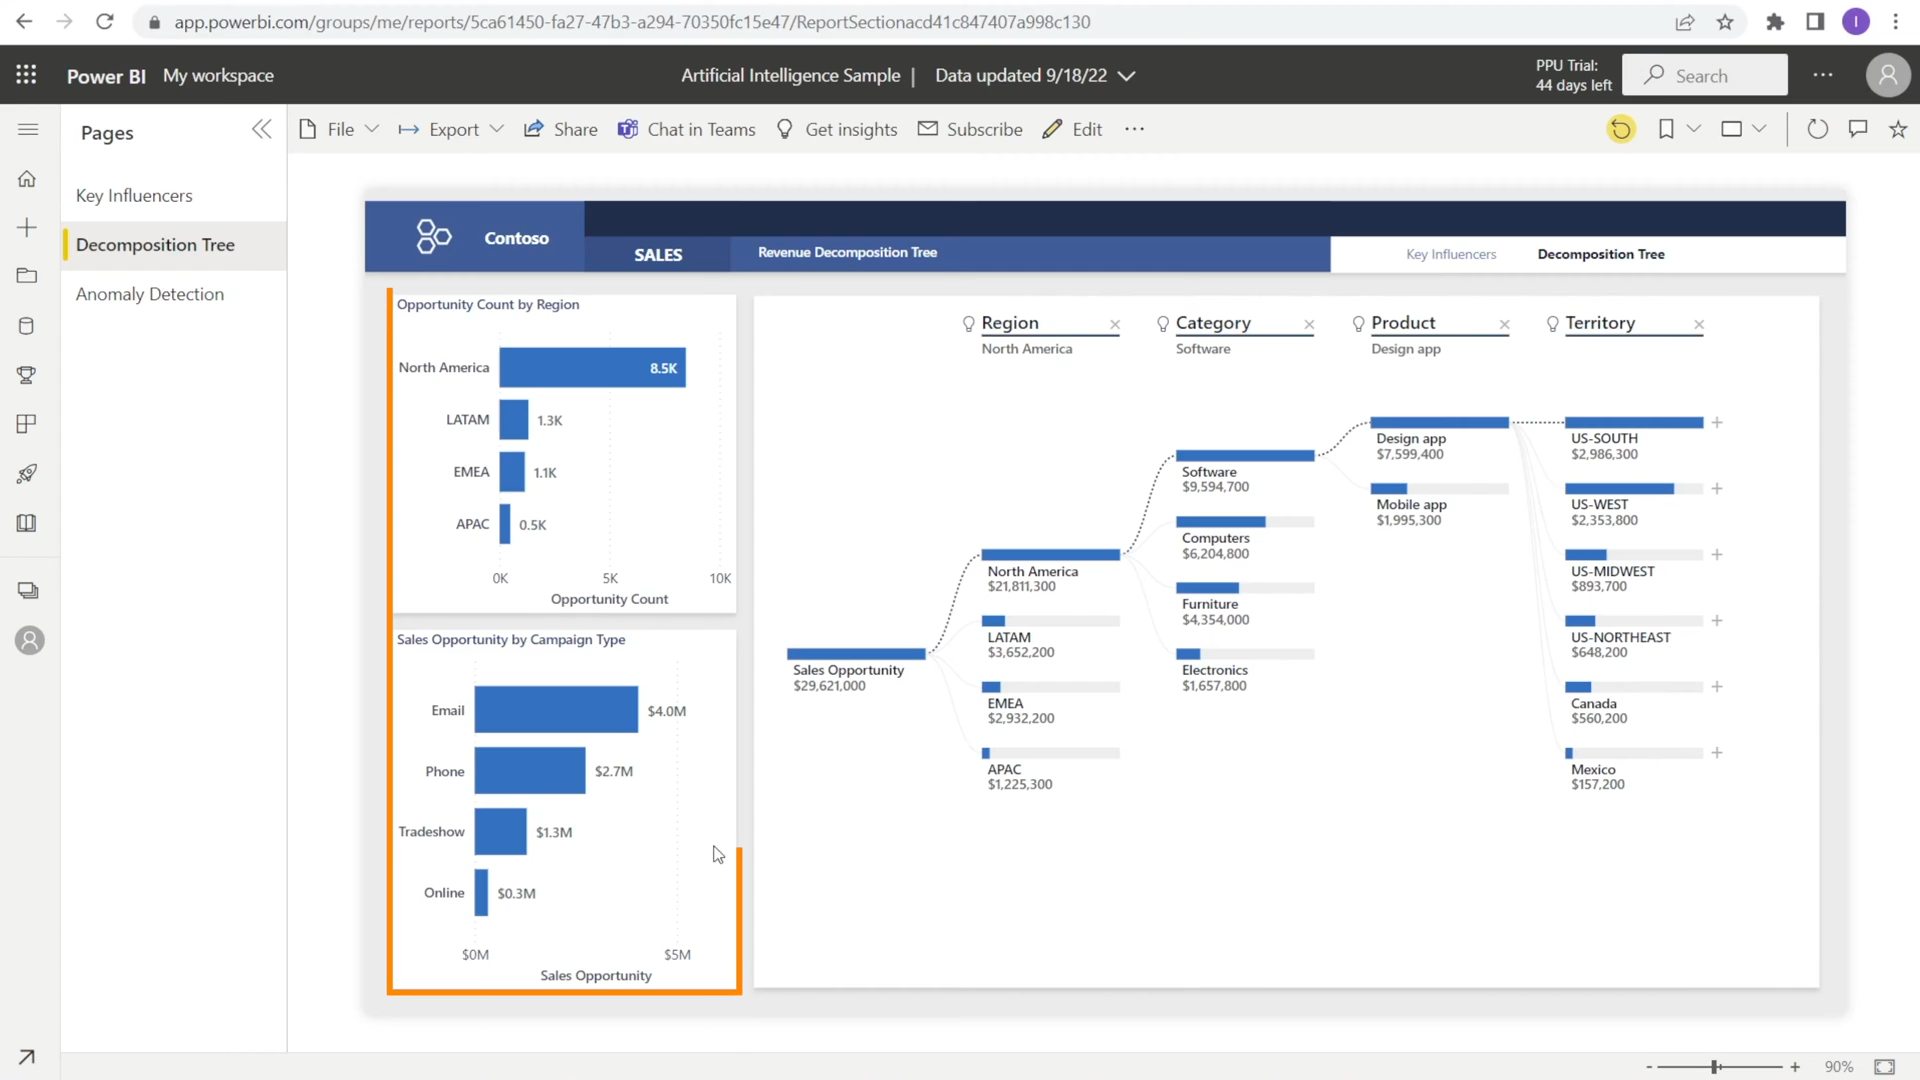 app.powerbi.com/groups/me/reports/5ca61450-fa27-47b3-a294-70350fc15e47/ReportSectionacd41c847407a998c130
I
Power BI My workspace
Artificial Intelligence Sample | Data updated 9/18/22
PPU Trial:
44 days left
Search
Pages
Key Influencers
Decomposition Tree
Anomaly Detection
File Export Share Chat in Teams Get insights Subscribe Edit
Contoso
SALES
Revenue Decomposition Tree
Key Influencers
Decomposition Tree
Opportunity Count by Region
North America 8.5K
LATAM 1.3K
EMEA 1.1K
APAC 0.5K
0K 5K 10K
Opportunity Count
Sales Opportunity by Campaign Type
Email $4.0M
Phone $2.7M
Tradeshow $1.3M
Online $0.3M
$0M $5M
Sales Opportunity
Region
North America
Category
Software
Product
Design app
Territory
Sales Opportunity
$29,621,000
North America
$21,811,300
LATAM
$3,652,200
EMEA
$2,932,200
APAC
$1,225,300
Software
$9,594,700
Computers
$6,204,800
Furniture
$4,354,000
Electronics
$1,657,800
Design app
$7,599,400
Mobile app
$1,995,300
US-SOUTH
$2,986,300
US-WEST
$2,353,800
US-MIDWEST
$893,700
US-NORTHEAST
$648,200
Canada
$560,200
Mexico
$157,200
90%